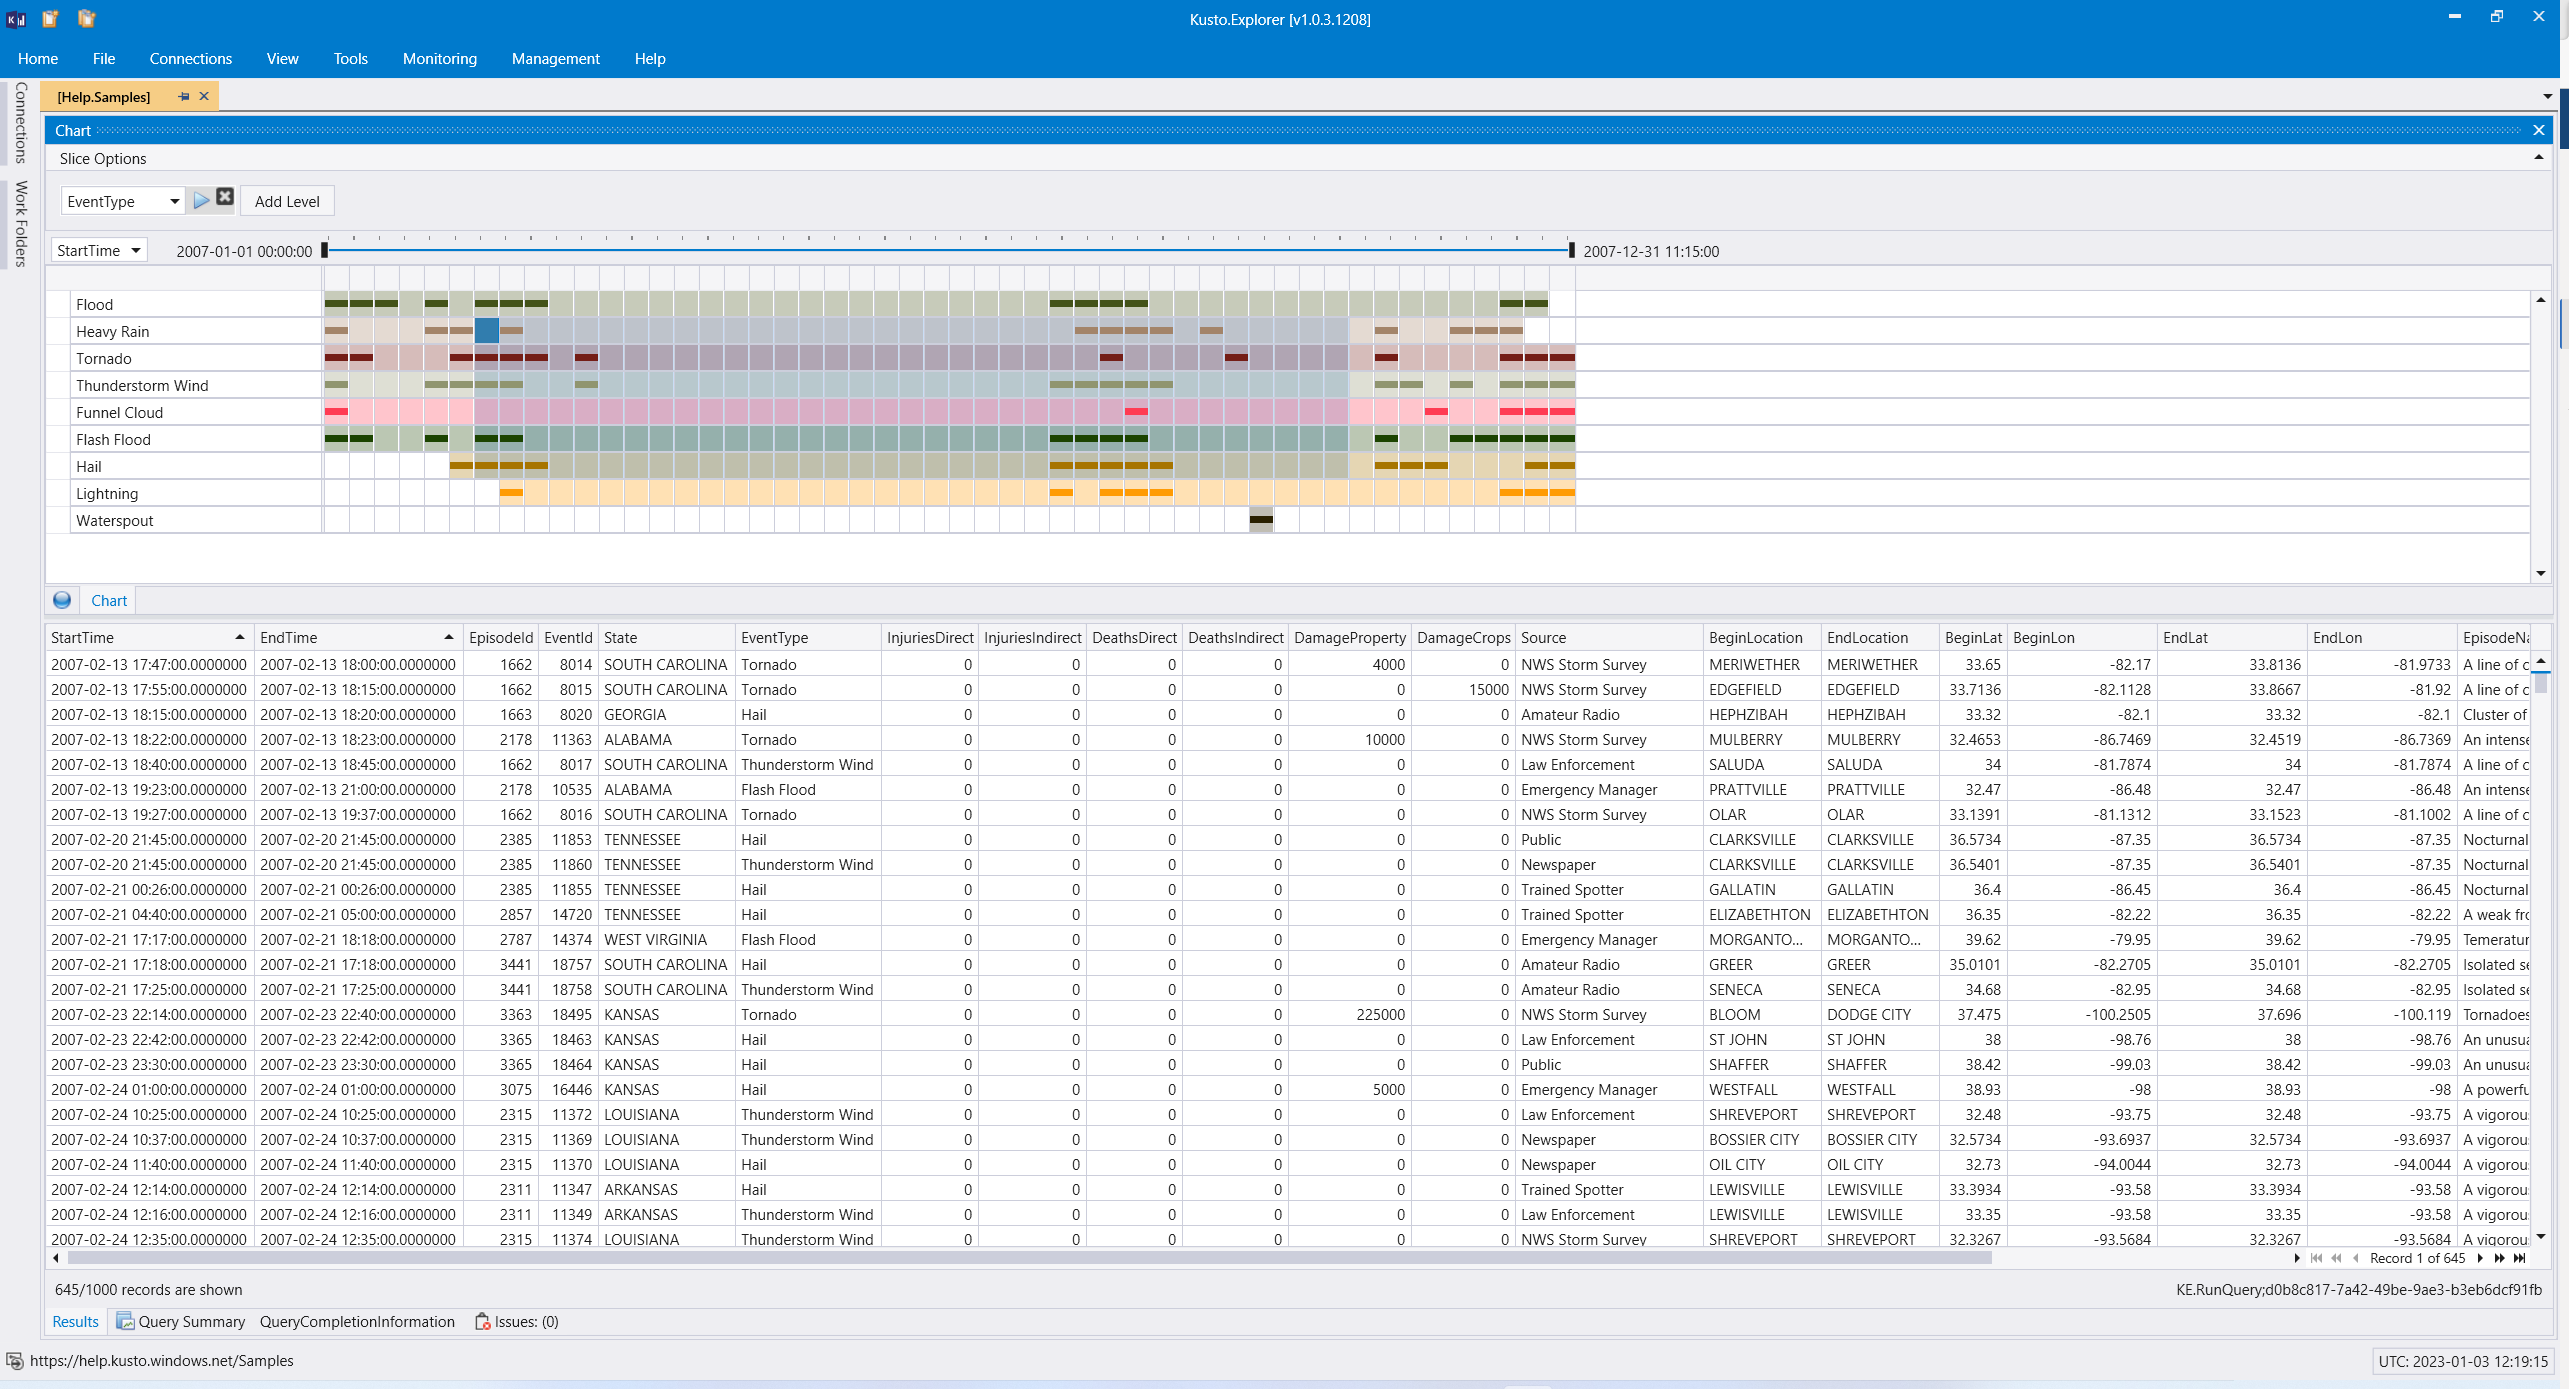 Kusto.Explorer [v1.0.3.1208]
Home File Connections View Tools Monitoring Management Help
Connections
Work Folders
[Help.Samples]
Chart
Slice Options
EventType Add Level
StartTime 2007-01-01 00:00:00 2007-12-31 11:15:00
Flood
Heavy Rain
Tornado
Thunderstorm Wind
Funnel Cloud
Flash Flood
Hail
Lightning
Waterspout
Chart
StartTime EndTime EpisodeId EventId State EventType InjuriesDirect InjuriesIndirect DeathsDirect DeathsIndirect DamageProperty DamageCrops Source BeginLocation EndLocation BeginLat BeginLon EndLat EndLon EpisodeNa
2007-02-13 17:47:00.0000000 2007-02-13 18:00:00.0000000 1662 8014 SOUTH CAROLINA Tornado 0 0 0 0 4000 0 NWS Storm Survey MERIWETHER MERIWETHER 33.65 -82.17 33.8136 -81.9733 A line of c
2007-02-13 17:55:00.0000000 2007-02-13 18:15:00.0000000 1662 8015 SOUTH CAROLINA Tornado 0 0 0 0 0 15000 NWS Storm Survey EDGEFIELD EDGEFIELD 33.7136 -82.1128 33.8667 -81.92 A line of c
2007-02-13 18:15:00.0000000 2007-02-13 18:20:00.0000000 1663 8020 GEORGIA Hail 0 0 0 0 0 0 Amateur Radio HEPHZIBAH HEPHZIBAH 33.32 -82.1 33.32 -82.1 Cluster of
2007-02-13 18:22:00.0000000 2007-02-13 18:23:00.0000000 2178 11363 ALABAMA Tornado 0 0 0 0 10000 0 NWS Storm Survey MULBERRY MULBERRY 32.4653 -86.7469 32.4519 -86.7369 An intense
2007-02-13 18:40:00.0000000 2007-02-13 18:45:00.0000000 1662 8017 SOUTH CAROLINA Thunderstorm Wind 0 0 0 0 0 0 Law Enforcement SALUDA SALUDA 34 -81.7874 34 -81.7874 A line of c
2007-02-13 19:23:00.0000000 2007-02-13 21:00:00.0000000 2178 10535 ALABAMA Flash Flood 0 0 0 0 0 0 Emergency Manager PRATTVILLE PRATTVILLE 32.47 -86.48 32.47 -86.48 An intense
2007-02-13 19:27:00.0000000 2007-02-13 19:37:00.0000000 1662 8016 SOUTH CAROLINA Tornado 0 0 0 0 0 0 NWS Storm Survey OLAR OLAR 33.1391 -81.1312 33.1523 -81.1002 A line of c
2007-02-20 21:45:00.0000000 2007-02-20 21:45:00.0000000 2385 11853 TENNESSEE Hail 0 0 0 0 0 0 Public CLARKSVILLE CLARKSVILLE 36.5734 -87.35 36.5734 -87.35 Nocturnal
2007-02-20 21:45:00.0000000 2007-02-20 21:45:00.0000000 2385 11860 TENNESSEE Thunderstorm Wind 0 0 0 0 0 0 Newspaper CLARKSVILLE CLARKSVILLE 36.5401 -87.35 36.5401 -87.35 Nocturnal
2007-02-21 00:26:00.0000000 2007-02-21 00:26:00.0000000 2385 11855 TENNESSEE Hail 0 0 0 0 0 0 Trained Spotter GALLATIN GALLATIN 36.4 -86.45 36.4 -86.45 Nocturnal
2007-02-21 04:40:00.0000000 2007-02-21 05:00:00.0000000 2857 14720 TENNESSEE Hail 0 0 0 0 0 0 Trained Spotter ELIZABETHTON ELIZABETHTON 36.35 -82.22 36.35 -82.22 A weak fro
2007-02-21 17:17:00.0000000 2007-02-21 18:18:00.0000000 2787 14374 WEST VIRGINIA Flash Flood 0 0 0 0 0 0 Emergency Manager MORGANTO... MORGANTO... 39.62 -79.95 39.62 -79.95 Temeratur
2007-02-21 17:18:00.0000000 2007-02-21 17:18:00.0000000 3441 18757 SOUTH CAROLINA Hail 0 0 0 0 0 0 Amateur Radio GREER GREER 35.0101 -82.2705 35.0101 -82.2705 Isolated se
2007-02-21 17:25:00.0000000 2007-02-21 17:25:00.0000000 3441 18758 SOUTH CAROLINA Thunderstorm Wind 0 0 0 0 0 0 Amateur Radio SENECA SENECA 34.68 -82.95 34.68 -82.95 Isolated se
2007-02-23 22:14:00.0000000 2007-02-23 22:40:00.0000000 3363 18495 KANSAS Tornado 0 0 0 0 225000 0 NWS Storm Survey BLOOM DODGE CITY 37.475 -100.2505 37.696 -100.119 Tornadoes
2007-02-23 22:42:00.0000000 2007-02-23 22:42:00.0000000 3365 18463 KANSAS Hail 0 0 0 0 0 0 Law Enforcement ST JOHN ST JOHN 38 -98.76 38 -98.76 An unusua
2007-02-23 23:30:00.0000000 2007-02-23 23:30:00.0000000 3365 18464 KANSAS Hail 0 0 0 0 0 0 Public SHAFFER SHAFFER 38.42 -99.03 38.42 -99.03 An unusua
2007-02-24 01:00:00.0000000 2007-02-24 01:00:00.0000000 3075 16446 KANSAS Hail 0 0 0 0 5000 0 Emergency Manager WESTFALL WESTFALL 38.93 -98 38.93 -98 A powerfu
2007-02-24 10:25:00.0000000 2007-02-24 10:25:00.0000000 2315 11372 LOUISIANA Thunderstorm Wind 0 0 0 0 0 0 Law Enforcement SHREVEPORT SHREVEPORT 32.48 -93.75 32.48 -93.75 A vigorou
2007-02-24 10:37:00.0000000 2007-02-24 10:37:00.0000000 2315 11369 LOUISIANA Thunderstorm Wind 0 0 0 0 0 0 Newspaper BOSSIER CITY BOSSIER CITY 32.5734 -93.6937 32.5734 -93.6937 A vigorou
2007-02-24 11:40:00.0000000 2007-02-24 11:40:00.0000000 2315 11370 LOUISIANA Hail 0 0 0 0 0 0 Newspaper OIL CITY OIL CITY 32.73 -94.0044 32.73 -94.0044 A vigorou
2007-02-24 12:14:00.0000000 2007-02-24 12:14:00.0000000 2311 11347 ARKANSAS Hail 0 0 0 0 0 0 Trained Spotter LEWISVILLE LEWISVILLE 33.3934 -93.58 33.3934 -93.58 A vigorou
2007-02-24 12:16:00.0000000 2007-02-24 12:16:00.0000000 2311 11349 ARKANSAS Thunderstorm Wind 0 0 0 0 0 0 Law Enforcement LEWISVILLE LEWISVILLE 33.35 -93.58 33.35 -93.58 A vigorou
2007-02-24 12:35:00.0000000 2007-02-24 12:35:00.0000000 2315 11374 LOUISIANA Thunderstorm Wind 0 0 0 0 0 0 NWS Storm Survey SHREVEPORT SHREVEPORT 32.3267 -93.5684 32.3267 -93.5684 A vigorou
Record 1 of 645
645/1000 records are shown KE.RunQuery;d0b8c817-7a42-49be-9ae3-b3eb6dcf91fb
Results Query Summary QueryCompletionInformation Issues: (0)
https://help.kusto.windows.net/Samples UTC: 2023-01-03 12:19:15